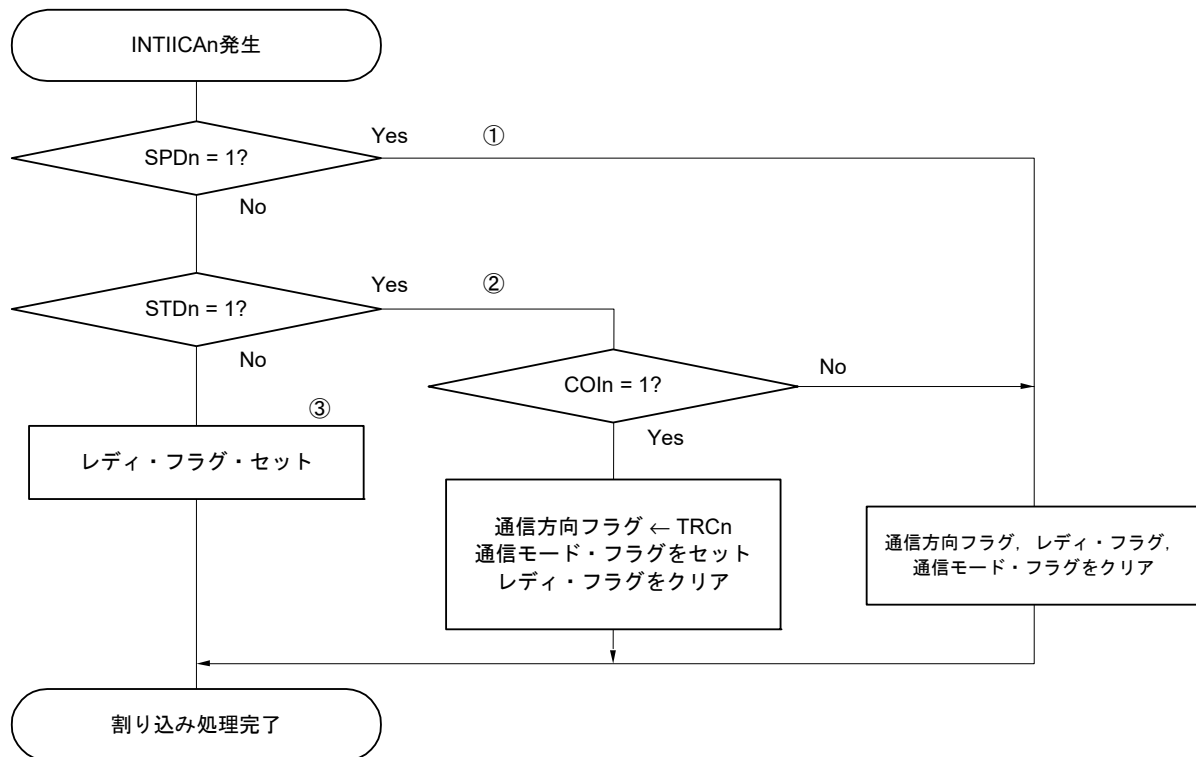 INTIICAn発生
Yes
①
SPDn = 1?
No
Yes
②
STDn = 1?
No
COIn = 1?
No
Yes
③
レディ・フラグ・セット
通信方向フラグ ← TRCn
通信モード・フラグをセット
レディ・フラグをクリア
通信方向フラグ, レディ・フラグ,
通信モード・フラグをクリア
割り込み処理完了